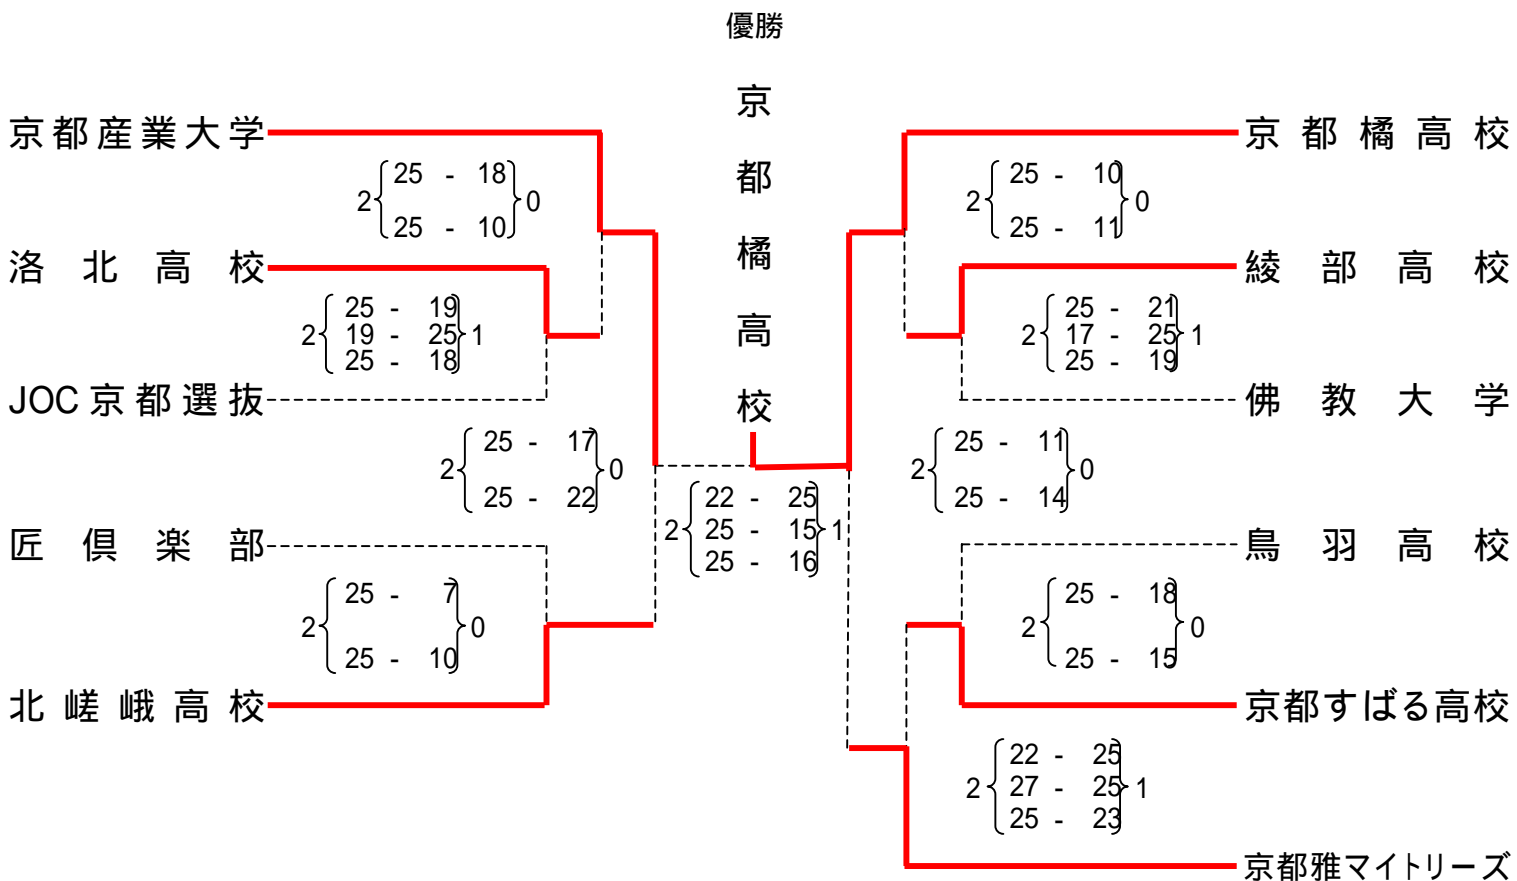 優勝
京都橘高校
京都産業大学
2 25 - 18 0
25 - 10
洛北高校
2 25 - 19 1
19 - 25
25 - 18
JOC京都選抜
2 25 - 17 0
25 - 22
匠倶楽部
2 25 - 7 0
25 - 10
北嵯峨高校
2 22 - 25 1
25 - 15
25 - 16
京都橘高校
2 25 - 10 0
25 - 11
綾部高校
2 25 - 21 1
17 - 25
25 - 19
佛教大学
2 25 - 11 0
25 - 14
鳥羽高校
2 25 - 18 0
25 - 15
京都すばる高校
2 22 - 25 1
27 - 25
25 - 23
京都雅マイトリーズ